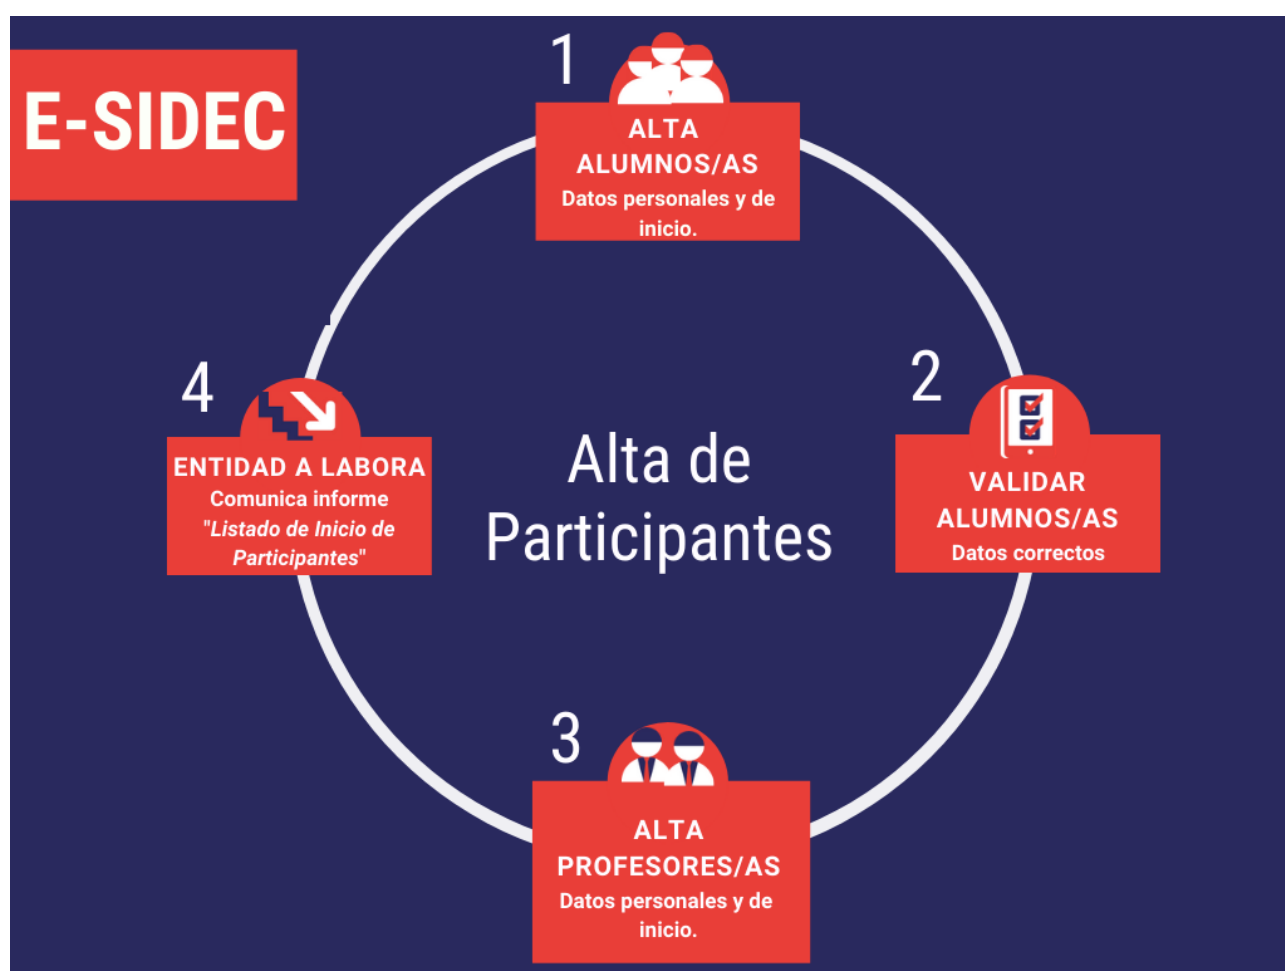 E-SIDEC
1
ALTA
ALUMNOS/AS
Datos personales y de
inicio.
2
VALIDAR
ALUMNOS/AS
Datos correctos
3
ALTA
PROFESORES/AS
Datos personales y de
inicio.
4
ENTIDAD A LABORA
Comunica informe
"Listado de Inicio de
Participantes"
Alta de
Participantes